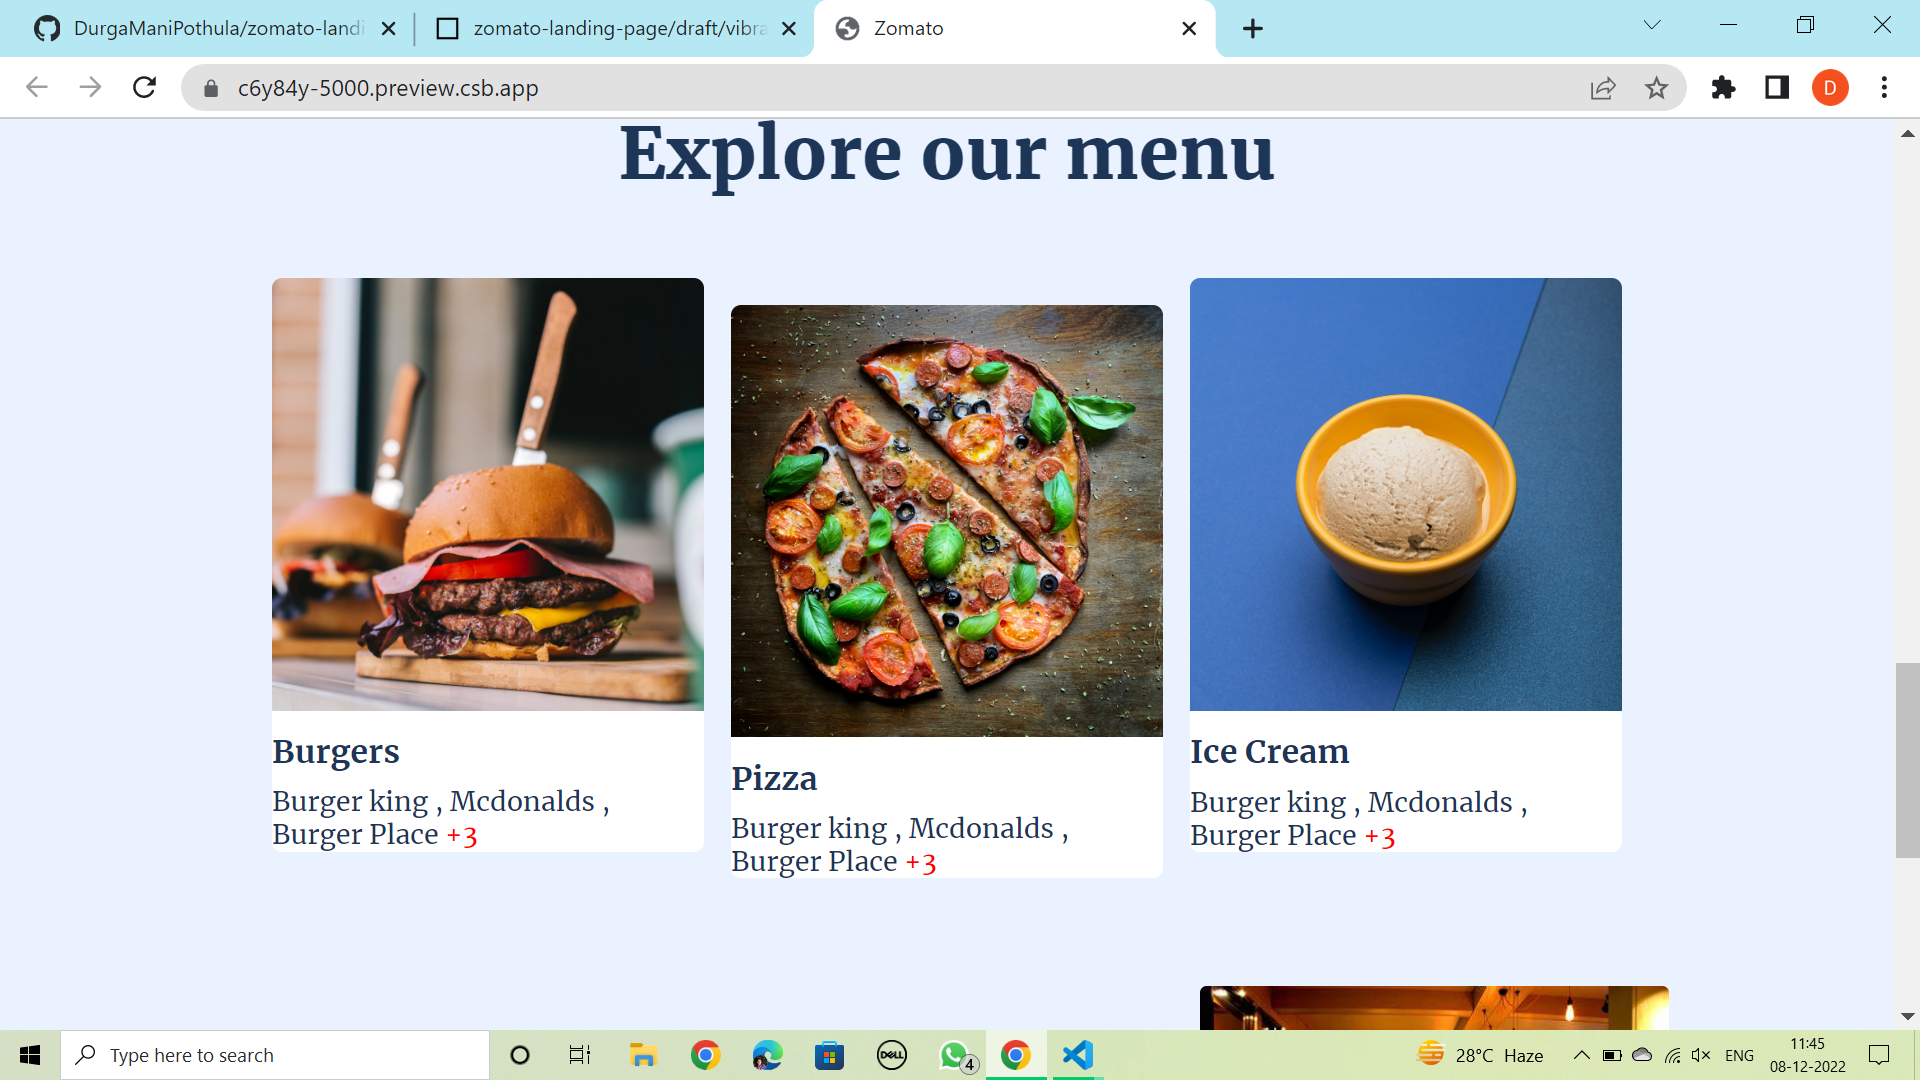 DurgaManiPothula/zomato-landi
zomato-landing-page/draft/vibra
Zomato
c6y84y-5000.preview.csb.app
D
Explore our menu
Burgers
Burger king , Mcdonalds ,
Burger Place +3
Pizza
Burger king , Mcdonalds ,
Burger Place +3
Ice Cream
Burger king , Mcdonalds ,
Burger Place +3
Type here to search
DELL
4
28°C Haze
ENG
11:45
08-12-2022